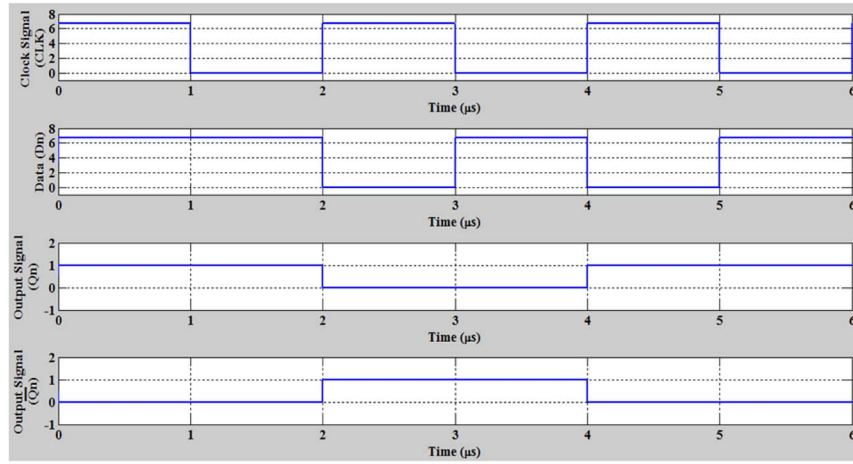 Clock Signal
(CLK)
8
6
4
2
0
0 1 2 3 4 5 6
Time (μs)
Data (Dn)
8
6
4
2
0
0 1 2 3 4 5 6
Time (μs)
Output Signal
(Qn)
2
1
0
-1
0 1 2 3 4 5 6
Time (μs)
Output Signal
(Q̅n)
2
1
0
-1
0 1 2 3 4 5 6
Time (μs)